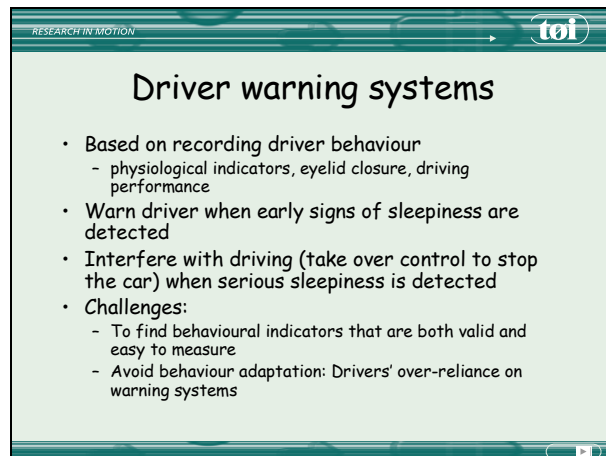 RESEARCH IN MOTION
tøi
Driver warning systems
• Based on recording driver behaviour
– physiological indicators, eyelid closure, driving
performance
• Warn driver when early signs of sleepiness are
detected
• Interfere with driving (take over control to stop
the car) when serious sleepiness is detected
• Challenges:
– To find behavioural indicators that are both valid and
easy to measure
– Avoid behaviour adaptation: Drivers' over-reliance on
warning systems